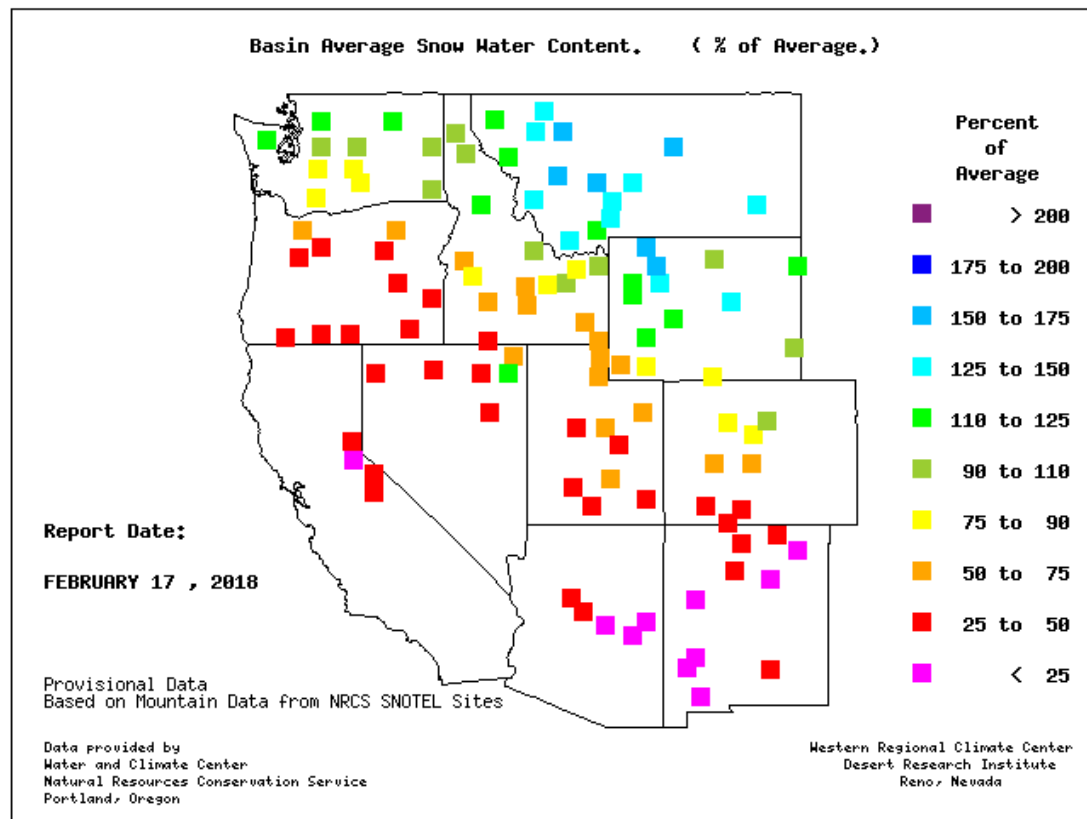 Basin Average Snow Water Content. ( % of Average.)
Percent
of
Average
> 200
175 to 200
150 to 175
125 to 150
110 to 125
90 to 110
75 to 90
50 to 75
25 to 50
< 25
Report Date:
FEBRUARY 17 , 2018
Provisional Data
Based on Mountain Data from NRCS SNOTEL Sites
Data provided by
Water and Climate Center
Natural Resources Conservation Service
Portland, Oregon
Western Regional Climate Center
Desert Research Institute
Reno, Nevada